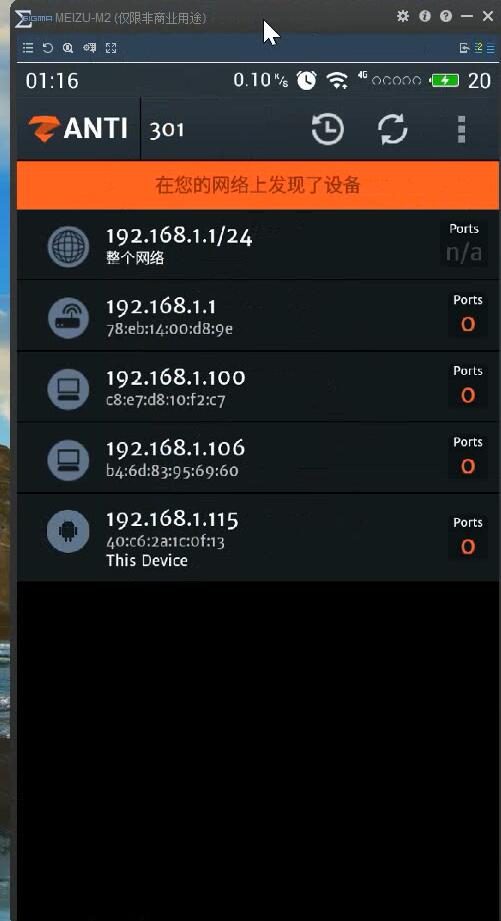 SIGMA MEIZU-M2 (仅限非商业用途)
01:16 0.10 K/s 4G 20
ANTI 301
在您的网络上发现了设备
192.168.1.1/24 Ports
整个网络 n/a
192.168.1.1 Ports
78:eb:14:00:d8:9e 0
192.168.1.100 Ports
c8:e7:d8:10:f2:c7 0
192.168.1.106 Ports
b4:6d:83:95:69:60 0
192.168.1.115 Ports
40:c6:2a:1c:0f:13 0
This Device